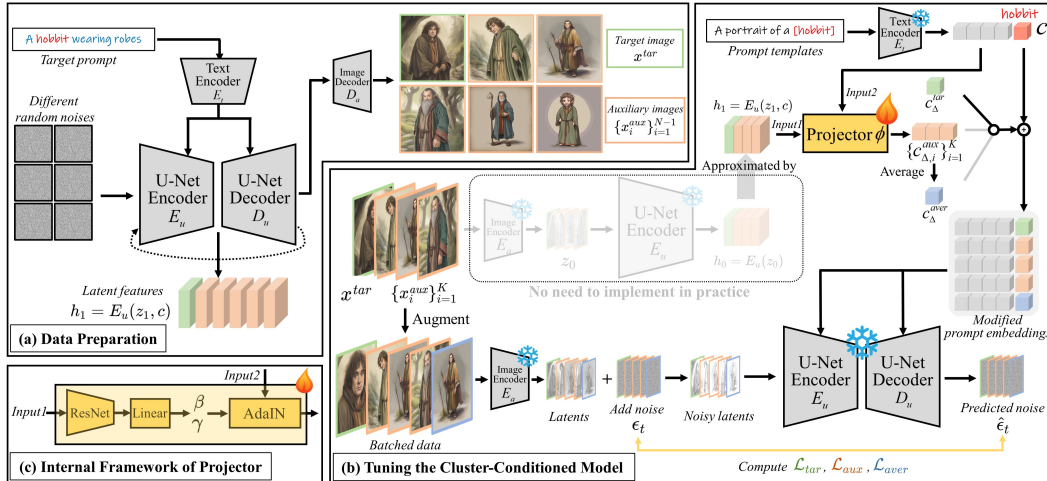 A hobbit wearing robes
Target prompt
Text
Encoder
E_t
Different
random noises
U-Net
Encoder
E_u
U-Net
Decoder
D_u
Image
Decoder
D_a
Target image
x^{tar}
Auxiliary images
{x_i^{aux}}_{i=1}^{N-1}
Latent features
h_1 = E_u(z_1, c)
(a) Data Preparation
Input1
ResNet
Linear
β
γ
Input2
AdaIN
(c) Internal Framework of Projector
A portrait of a [hobbit]
Prompt templates
Text
Encoder
E_t
hobbit
c
h_1 = E_u(z_1, c)
Input1
Input2
Projector ϕ
c_Δ^{tar}
{c_{Δ,i}^{aux}}_{i=1}^K
Average
c_Δ^{aver}
Approximated by
Image
Encoder
E_a
z_0
U-Net
Encoder
E_u
h_0 = E_u(z_0)
No need to implement in practice
x^{tar}
{x_i^{aux}}_{i=1}^K
Augment
Batched data
Image
Encoder
E_a
Latents
+
Add noise
ϵ_t
Noisy latents
U-Net
Encoder
E_u
U-Net
Decoder
D_u
Modified
prompt embedding
Predicted noise
ϵ̂_t
Compute L_{tar}, L_{aux}, L_{aver}
(b) Tuning the Cluster-Conditioned Model